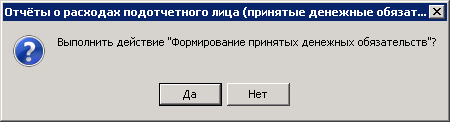 Отчёты о расходах подотчетного лица (принятые денежные обязат...
Выполнить действие "Формирование принятых денежных обязательств"?
Да
Нет